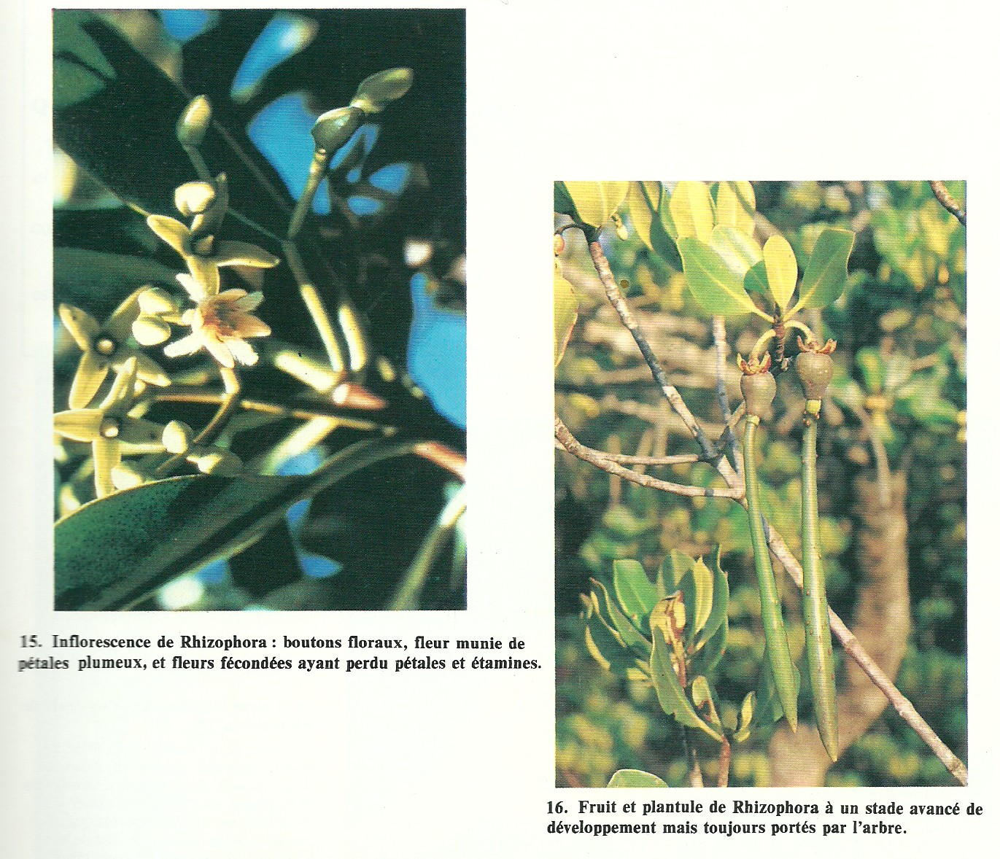 15. Inflorescence de Rhizophora : boutons floraux, fleur munie de
pétales plumeux, et fleurs fécondées ayant perdu pétales et étamines.
16. Fruit et plantule de Rhizophora à un stade avancé de
développement mais toujours portés par l'arbre.